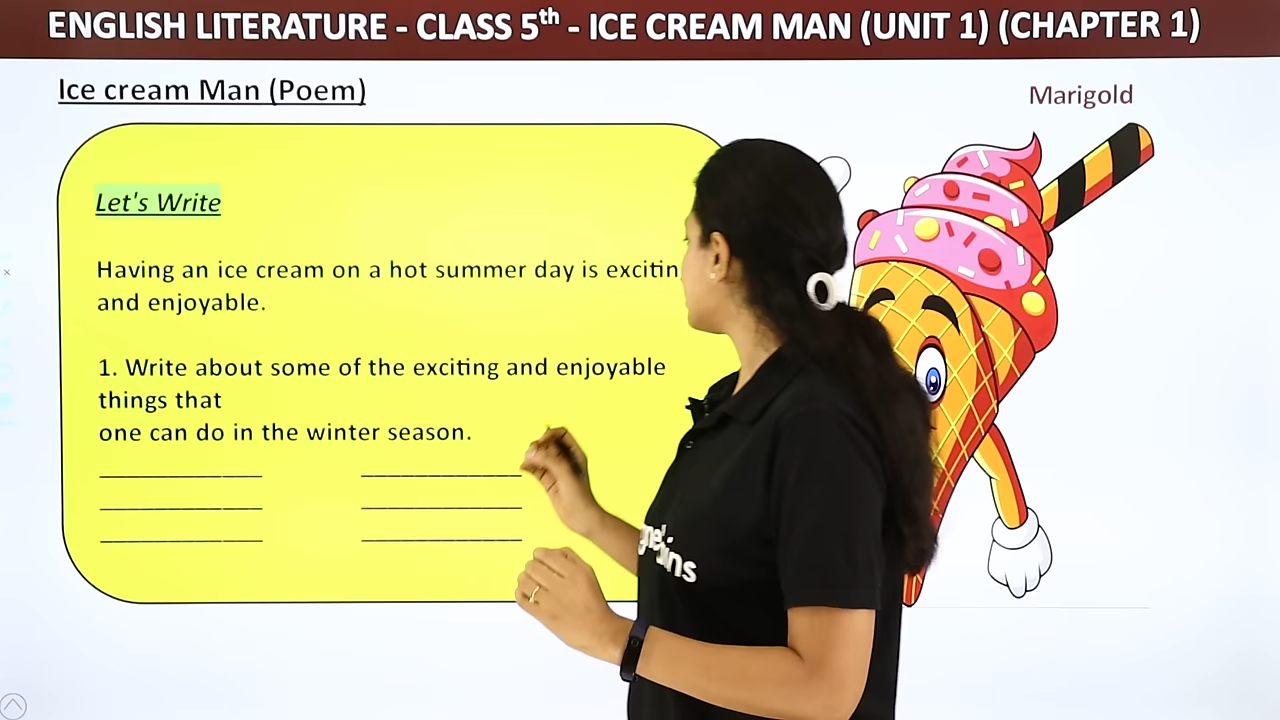 ENGLISH LITERATURE - CLASS 5th - ICE CREAM MAN (UNIT 1) (CHAPTER 1)
Ice cream Man (Poem)
Marigold
Let's Write
Having an ice cream on a hot summer day is excitin
and enjoyable.
1. Write about some of the exciting and enjoyable
things that
one can do in the winter season.